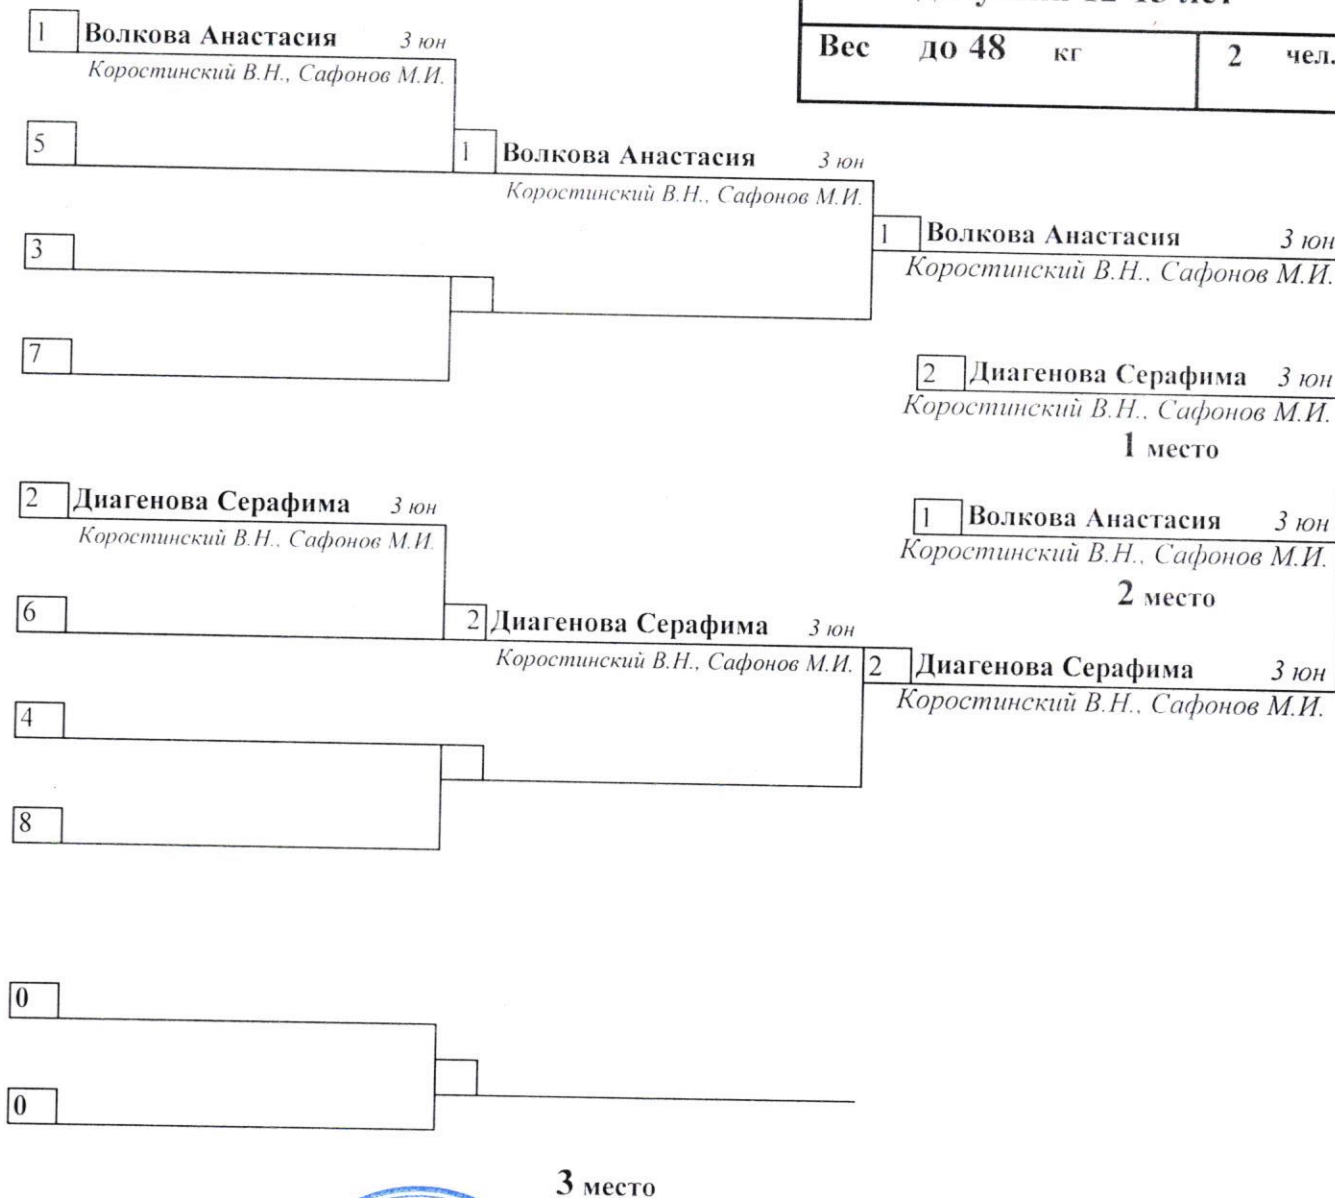 12-13 лет
Вес до 48 кг 2 чел.
1 Волкова Анастасия 3 юн
Коростинский В.Н., Сафонов М.И.
5
1 Волкова Анастасия 3 юн
Коростинский В.Н., Сафонов М.И.
3
1 Волкова Анастасия 3 юн
Коростинский В.Н., Сафонов М.И.
7
2 Диагенова Серафима 3 юн
Коростинский В.Н., Сафонов М.И.
1 место
2 Диагенова Серафима 3 юн
Коростинский В.Н., Сафонов М.И.
1 Волкова Анастасия 3 юн
Коростинский В.Н., Сафонов М.И.
2 место
6
2 Диагенова Серафима 3 юн
Коростинский В.Н., Сафонов М.И.
2 Диагенова Серафима 3 юн
Коростинский В.Н., Сафонов М.И.
4
8
0
0
3 место